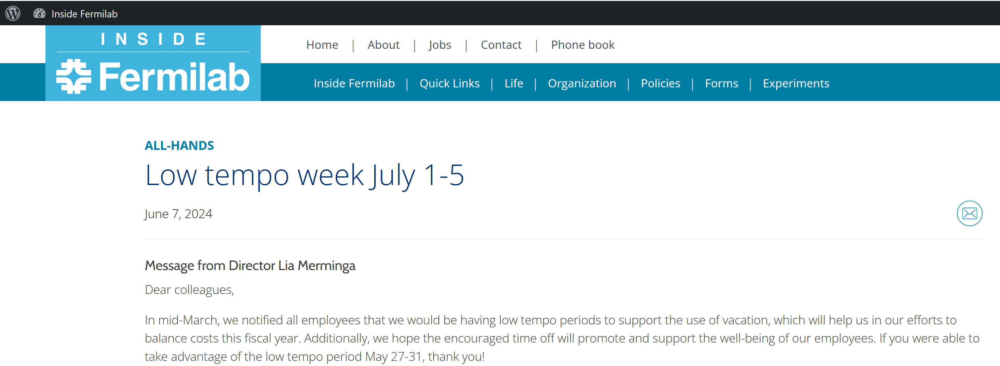 Inside Fermilab
INSIDE
Fermilab
Home | About | Jobs | Contact | Phone book
Inside Fermilab | Quick Links | Life | Organization | Policies | Forms | Experiments
ALL-HANDS
Low tempo week July 1-5
June 7, 2024
Message from Director Lia Merminga
Dear colleagues,
In mid-March, we notified all employees that we would be having low tempo periods to support the use of vacation, which will help us in our efforts to
balance costs this fiscal year. Additionally, we hope the encouraged time off will promote and support the well-being of our employees. If you were able to
take advantage of the low tempo period May 27-31, thank you!